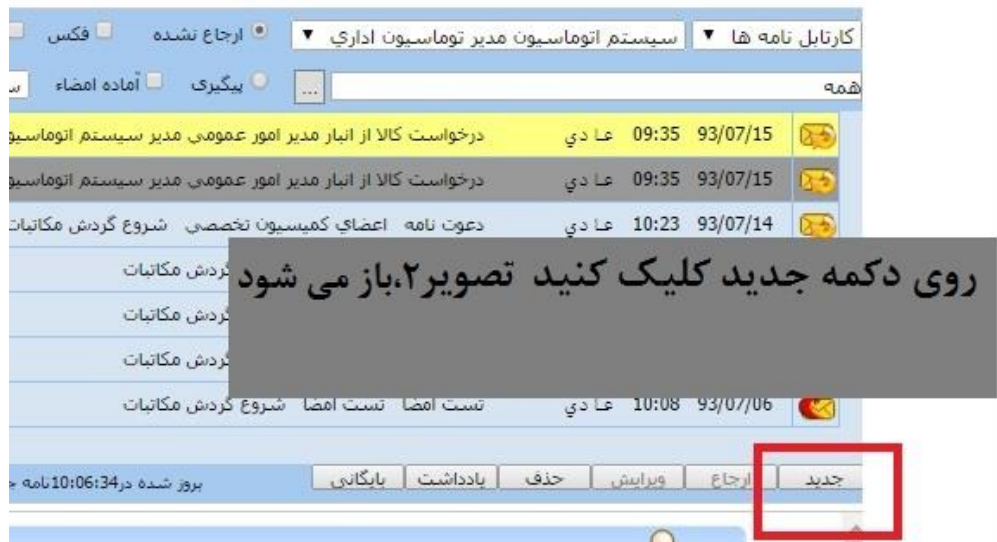 کارتابل نامه ها سیستم اتوماسیون مدیر توماسیون اداری ارجاع نشده فکس
همه ... پیگیری آماده امضاء
93/07/15 09:35 عادي درخواست کالا از انبار مدیر امور عمومی مدیر سیستم اتوماسیو
93/07/15 09:35 عادي درخواست کالا از انبار مدیر امور عمومی مدیر سیستم اتوماسیو
93/07/14 10:23 عادي دعوت نامه اعضاي کمیسیون تخصصی شروع گردش مکاتبات
روی دکمه جدید کلیک کنید تصویر۲،باز می شود
گردش مکاتبات
گردش مکاتبات
گردش مکاتبات
93/07/06 10:08 عادي تست امضا تست امضا شروع گردش مکاتبات
جدید ارجاع ویرایش حذف یادداشت بایگانی بروز شده در10:06:34نامه